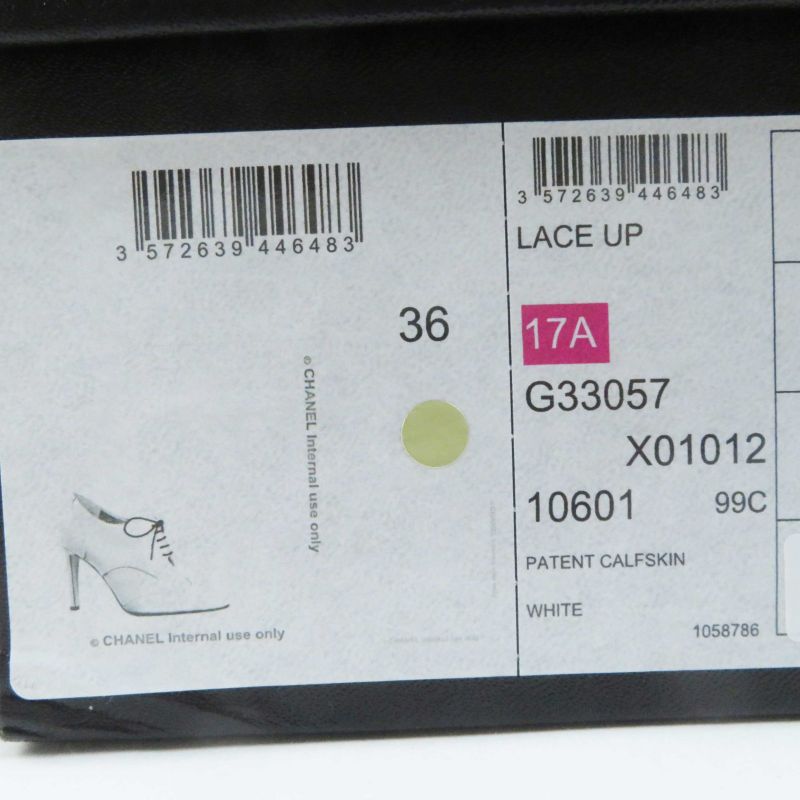 3 572639 446483
36
© CHANEL Internal use only
© CHANEL Internal use only
3 572639 446483
LACE UP
17A
G33057
X01012
10601 99C
PATENT CALFSKIN
WHITE
1058786